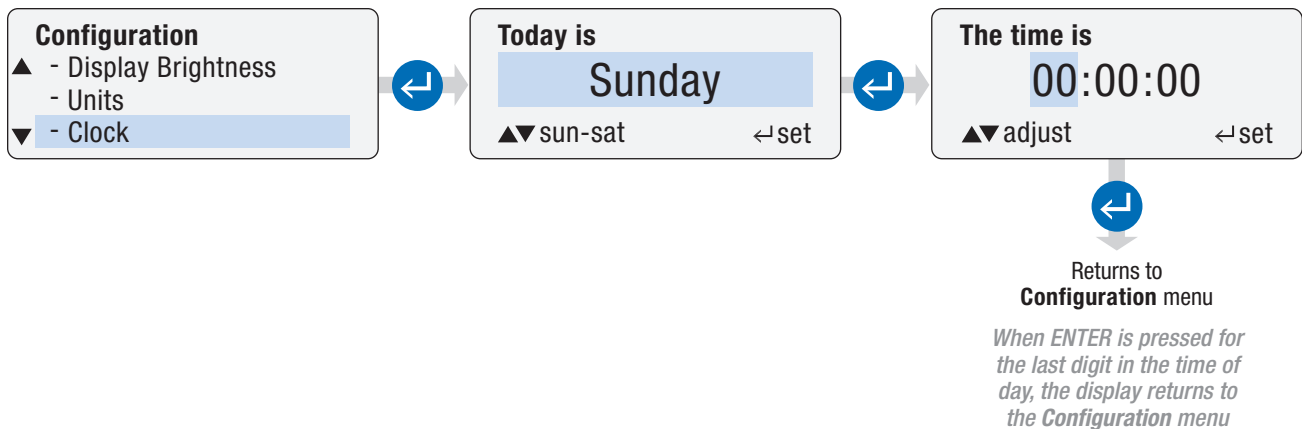 Configuration
▲ - Display Brightness
- Units
▼ - Clock
Today is
Sunday
▲▼ sun-sat ↵ set
The time is
00:00:00
▲▼ adjust ↵ set
Returns to
Configuration menu
When ENTER is pressed for
the last digit in the time of
day, the display returns to
the Configuration menu